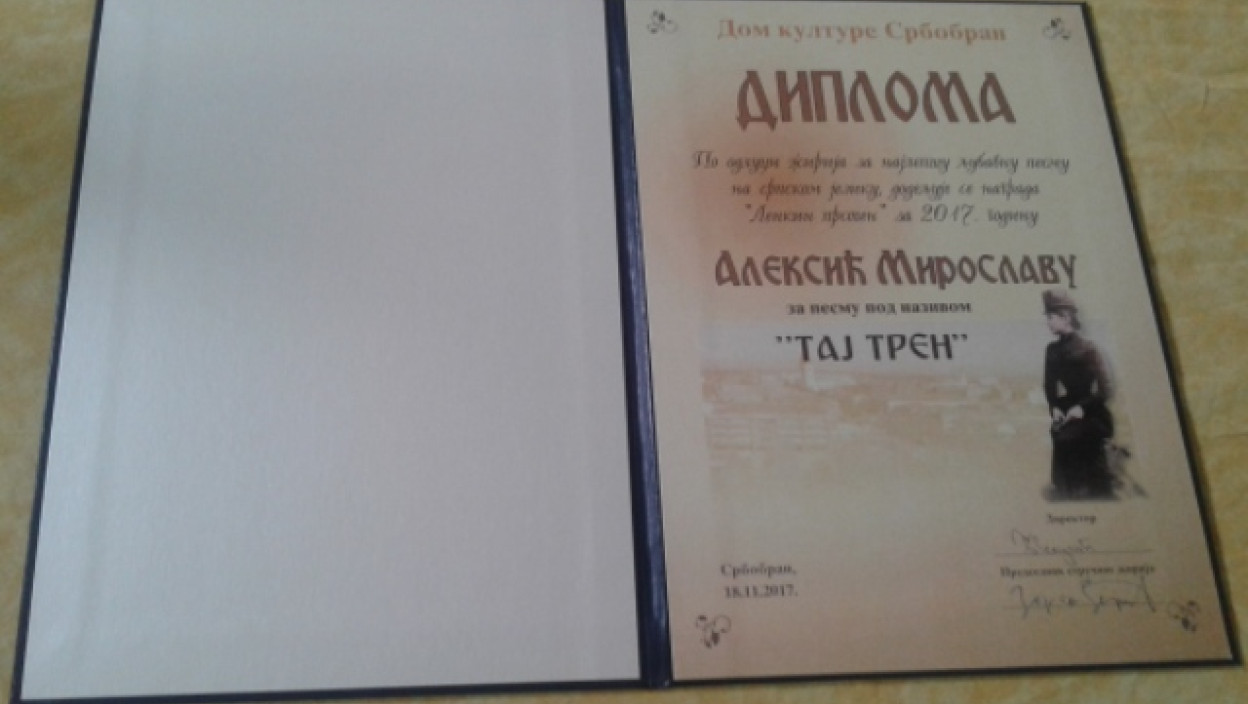 Дом културе Србобран
ДИПЛОМА
По одлуци жирија за најлепшу љубавну песму
на српском језику, додељује се награда
"Ленкин прстен" за 2017. годину
Алексић Мирославу
за песму под називом
"ТАЈ ТРЕН"
Директор
Председник стручног жирија
Србобран,
18.11.2017.